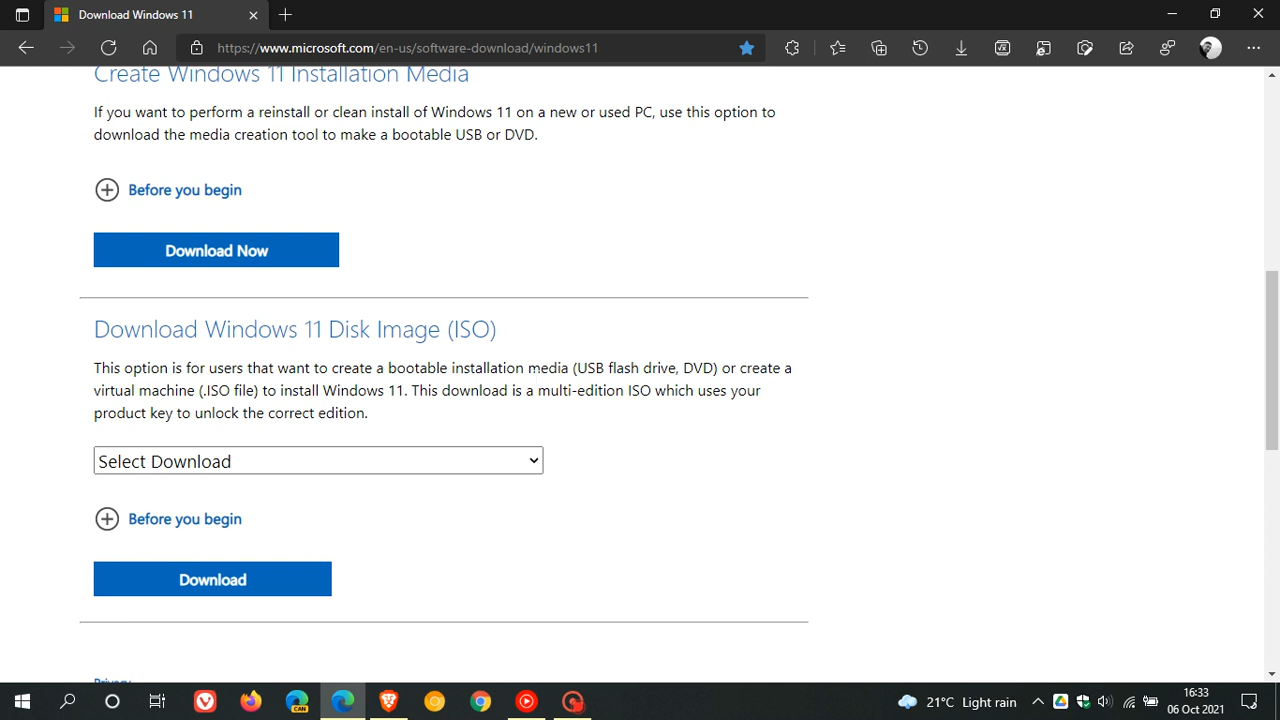 Download Windows 11
https://www.microsoft.com/en-us/software-download/windows11
Create Windows 11 Installation Media
If you want to perform a reinstall or clean install of Windows 11 on a new or used PC, use this option to
download the media creation tool to make a bootable USB or DVD.
Before you begin
Download Now
Download Windows 11 Disk Image (ISO)
This option is for users that want to create a bootable installation media (USB flash drive, DVD) or create a
virtual machine (.ISO file) to install Windows 11. This download is a multi-edition ISO which uses your
product key to unlock the correct edition.
Select Download
Before you begin
Download
Privacy
CAN
21°C Light rain
16:33
06 Oct 2021